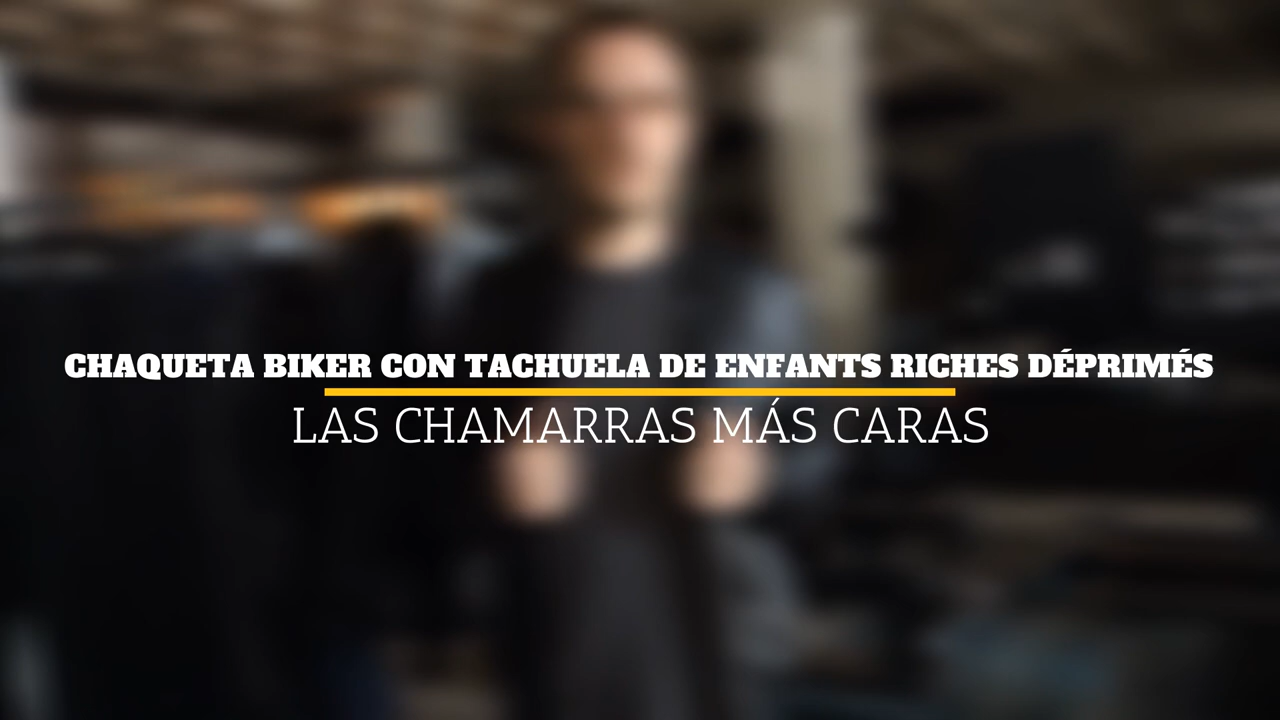 CHAQUETA BIKER CON TACHUELA DE ENFANTS RICHES DÉPRIMÉS
LAS CHAMARRAS MÁS CARAS